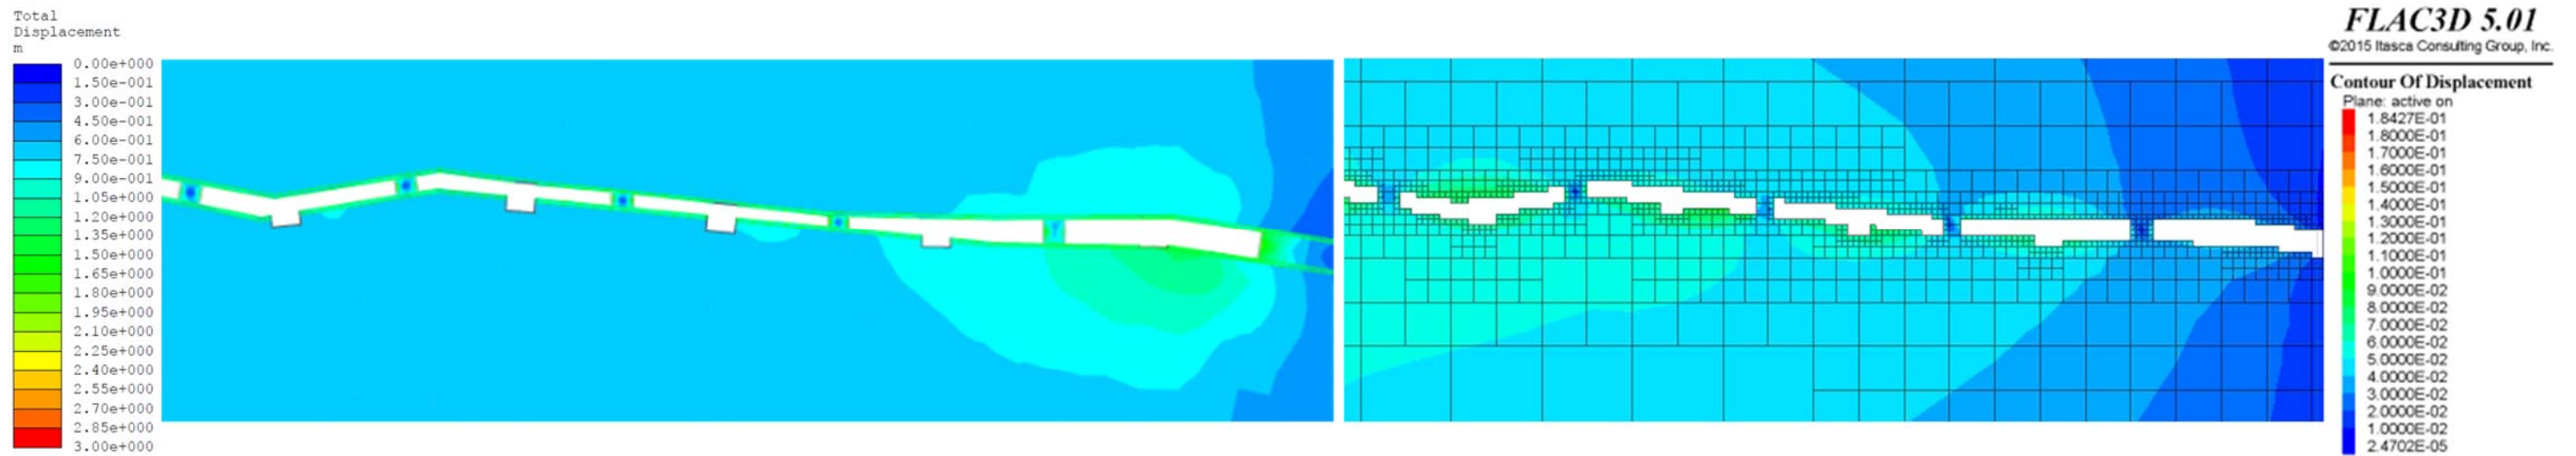 Total
Displacement
m
0.00e+000
1.50e-001
3.00e-001
4.50e-001
6.00e-001
7.50e-001
9.00e-001
1.05e+000
1.20e+000
1.35e+000
1.50e+000
1.65e+000
1.80e+000
1.95e+000
2.10e+000
2.25e+000
2.40e+000
2.55e+000
2.70e+000
2.85e+000
3.00e+000
FLAC3D 5.01
©2015 Itasca Consulting Group, Inc.
Contour Of Displacement
Plane: active on
1.8427E-01
1.8000E-01
1.7000E-01
1.6000E-01
1.5000E-01
1.4000E-01
1.3000E-01
1.2000E-01
1.1000E-01
1.0000E-01
9.0000E-02
8.0000E-02
7.0000E-02
6.0000E-02
5.0000E-02
4.0000E-02
3.0000E-02
2.0000E-02
1.0000E-02
2.4702E-05